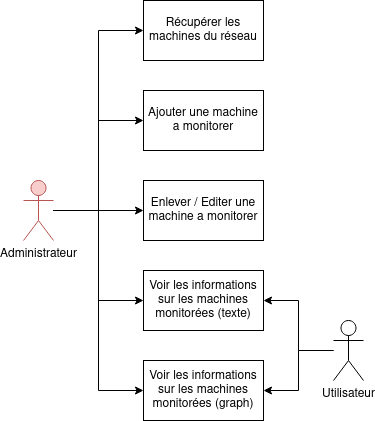 Récupérer les
machines du réseau
Ajouter une machine
a monitorer
Enlever / Editer une
machine a monitorer
Administrateur
Voir les informations
sur les machines
monitorées (texte)
Voir les informations
sur les machines
monitorées (graph)
Utilisateur